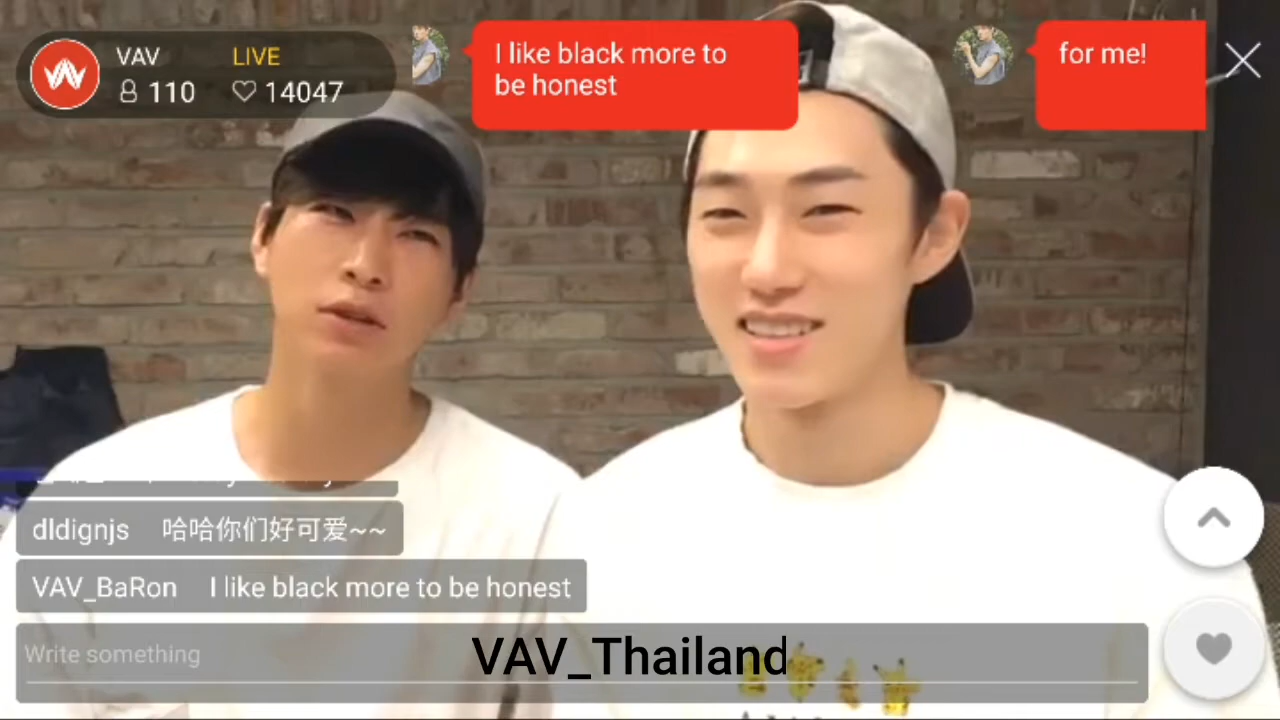 VAV LIVE
110 14047
I like black more to
be honest
for me!
dldignjs 哈哈你们好可爱~~
VAV_BaRon I like black more to be honest
Write something
VAV_Thailand